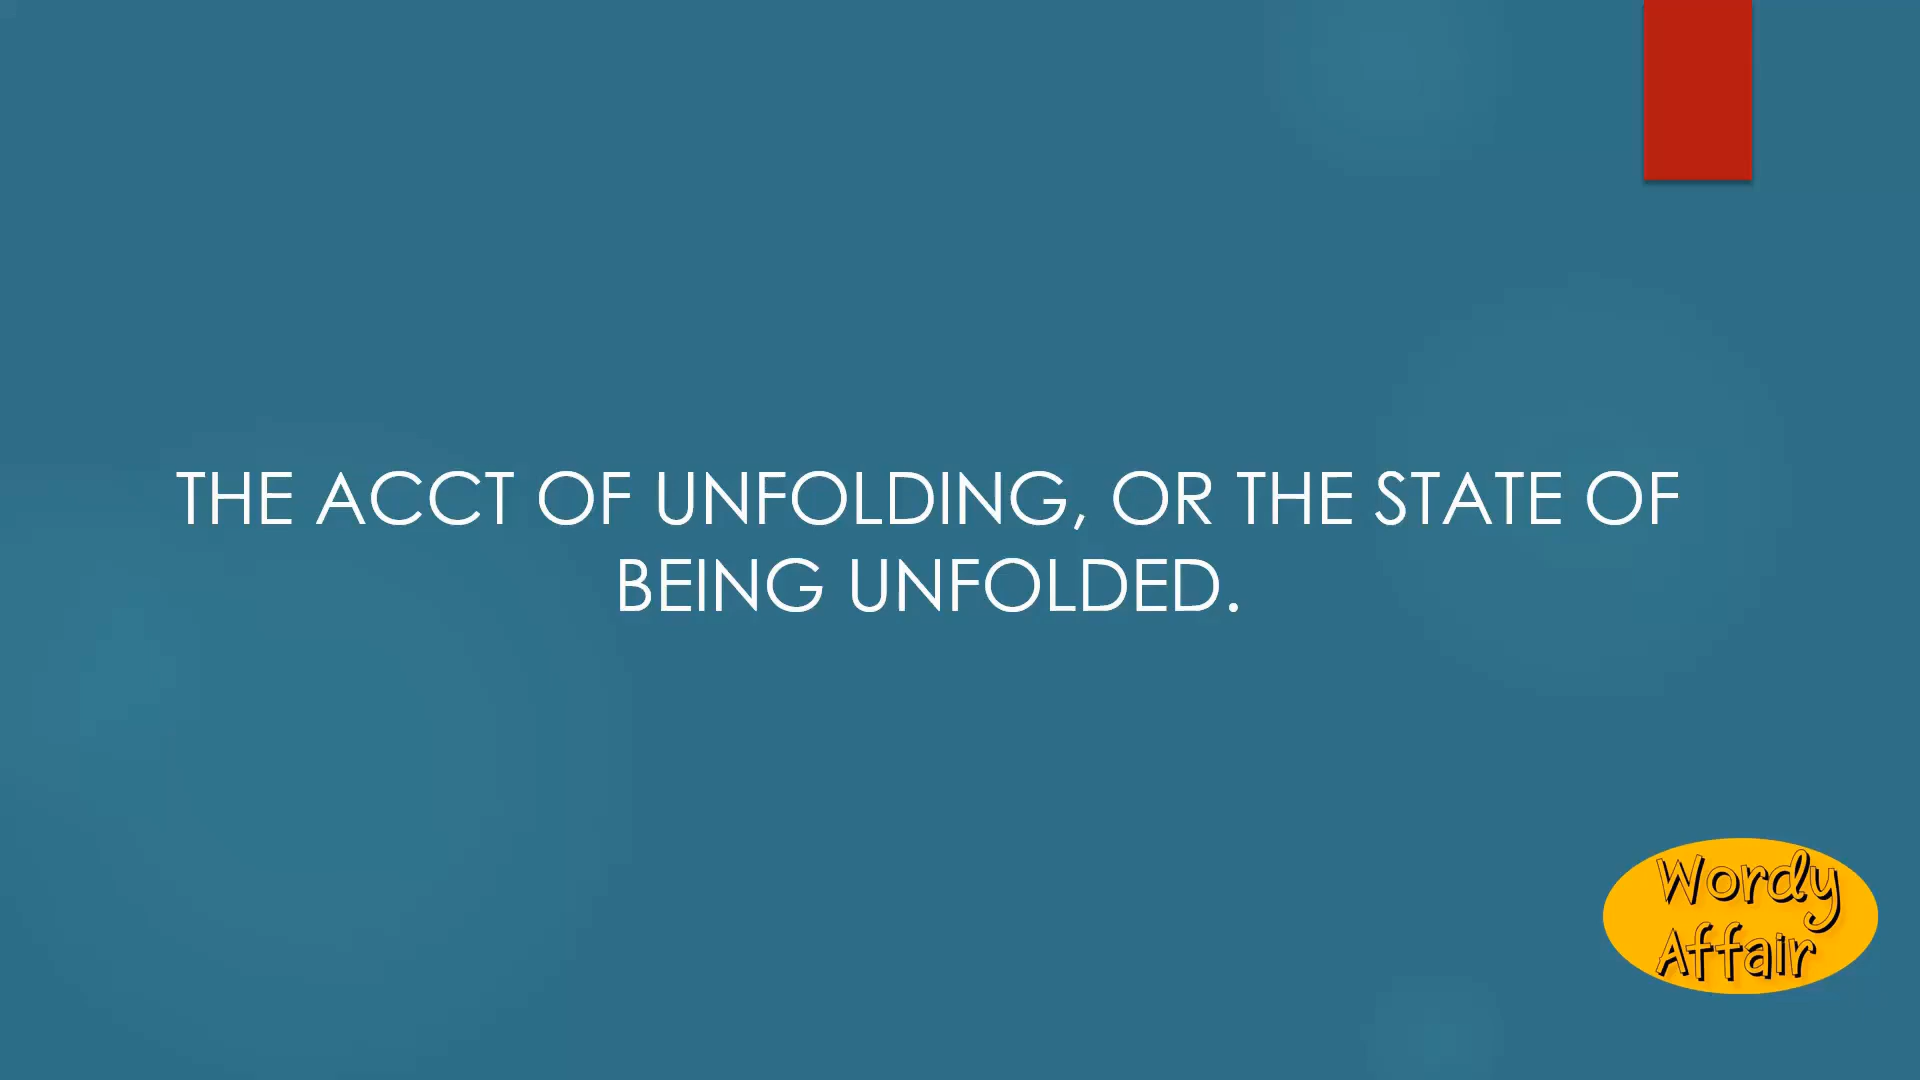 THE ACCT OF UNFOLDING, OR THE STATE OF
BEING UNFOLDED.
Wordy
Affair